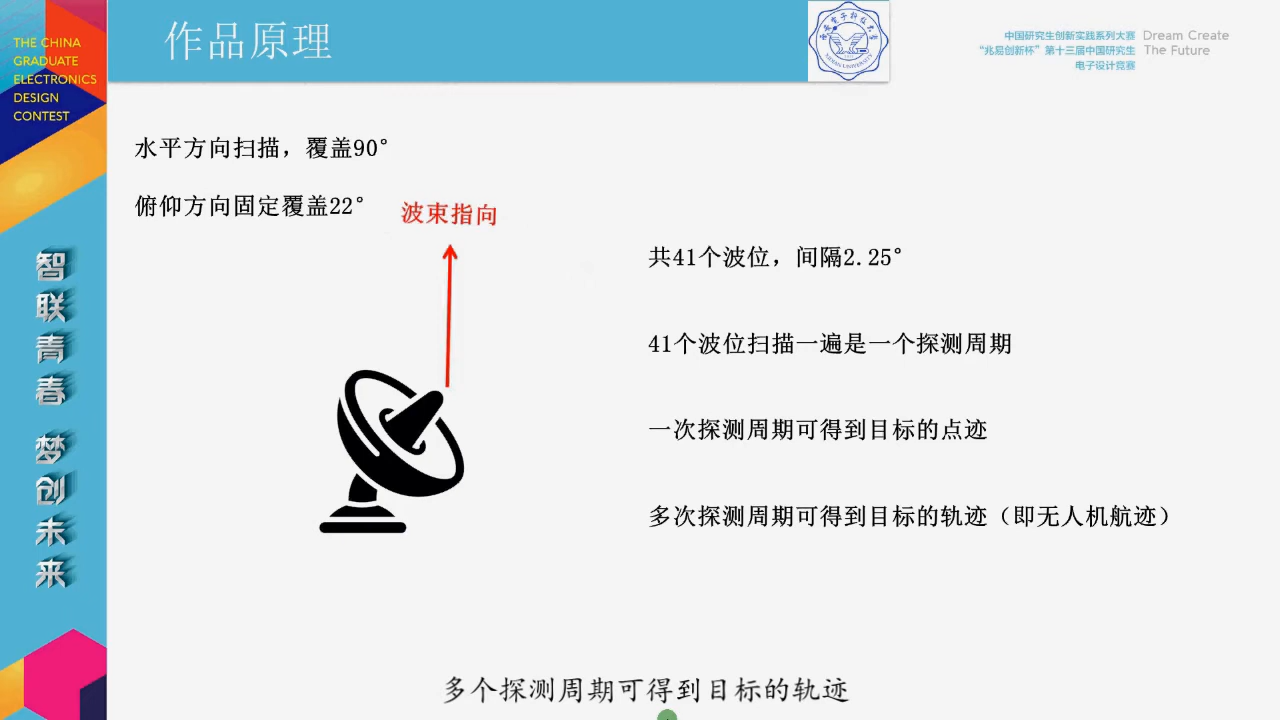 THE CHINA
GRADUATE
ELECTRONICS
DESIGN
CONTEST
智联青春 梦创未来
作品原理
中国研究生创新实践系列大赛
“兆易创新杯”第十三届中国研究生
电子设计竞赛
Dream Create
The Future
水平方向扫描，覆盖90°
俯仰方向固定覆盖22°
波束指向
共41个波位，间隔2.25°
41个波位扫描一遍是一个探测周期
一次探测周期可得到目标的点迹
多次探测周期可得到目标的轨迹（即无人机航迹）
多个探测周期可得到目标的轨迹